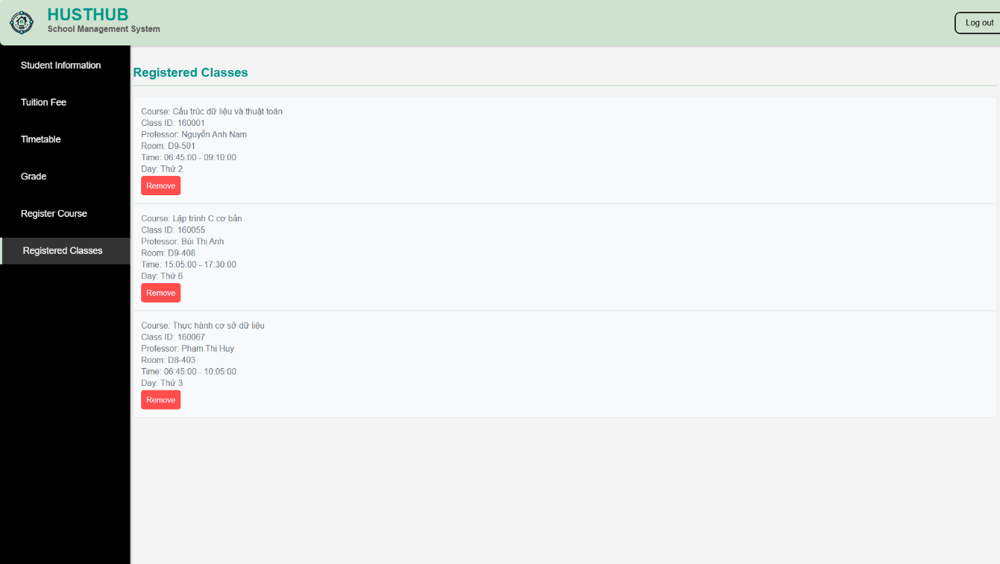 HUSTHUB
School Management System
Log out
Student Information
Tuition Fee
Timetable
Grade
Register Course
Registered Classes
Registered Classes
Course: Cấu trúc dữ liệu và thuật toán
Class ID: 160001
Professor: Nguyễn Anh Nam
Room: D9-501
Time: 06:45:00 - 09:10:00
Day: Thứ 2
Remove
Course: Lập trình C cơ bản
Class ID: 160055
Professor: Bùi Thị Anh
Room: D9-408
Time: 15:05:00 - 17:30:00
Day: Thứ 6
Remove
Course: Thực hành cơ sở dữ liệu
Class ID: 160067
Professor: Phạm Thị Huy
Room: D8-403
Time: 06:45:00 - 10:05:00
Day: Thứ 3
Remove